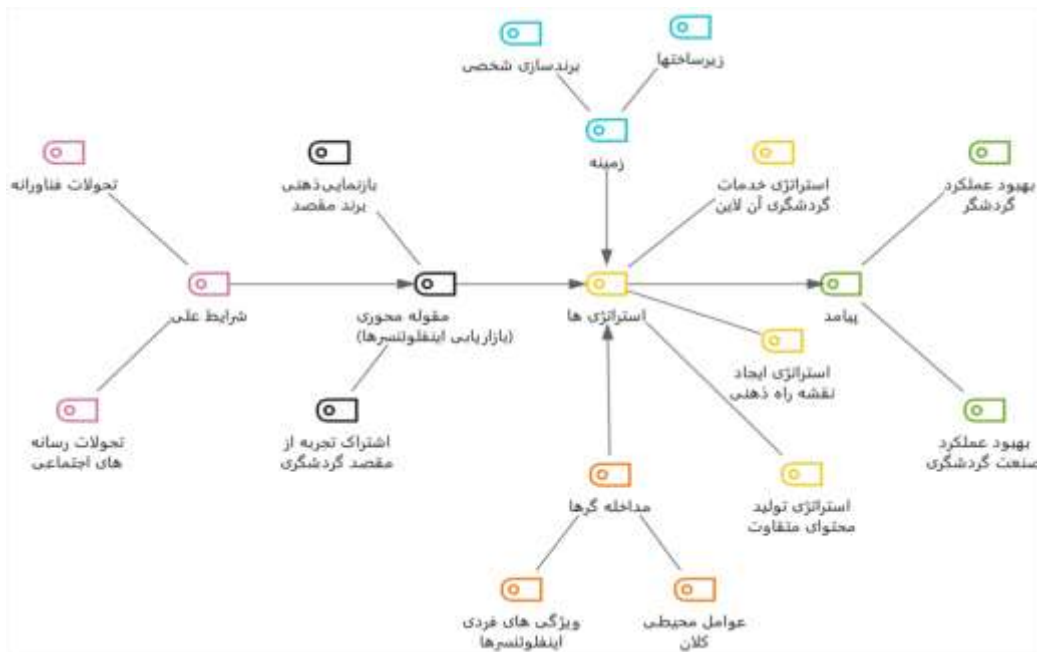 زیرساختها
برندسازی شخصی
زمینه
تحولات فناورانه
بازنمایی‌ذهنی
برند مقصد
استراتژی خدمات
گردشگری آن لاین
بهبود عملکرد
گردشگر
شرایط علی
مقوله محوری
(بازاریابی اینفلوئنسرها)
استراتژی ها
پیامد
استراتژی ایجاد
نقشه راه ذهنی
تحولات رسانه
های اجتماعی
اشتراک تجربه از
مقصد گردشگری
مداخله گرها
استراتژی تولید
محتوای متفاوت
بهبود عملکرد
صنعت گردشگری
ویژگی های فردی
اینفلوئنسرها
عوامل محیطی
کلان